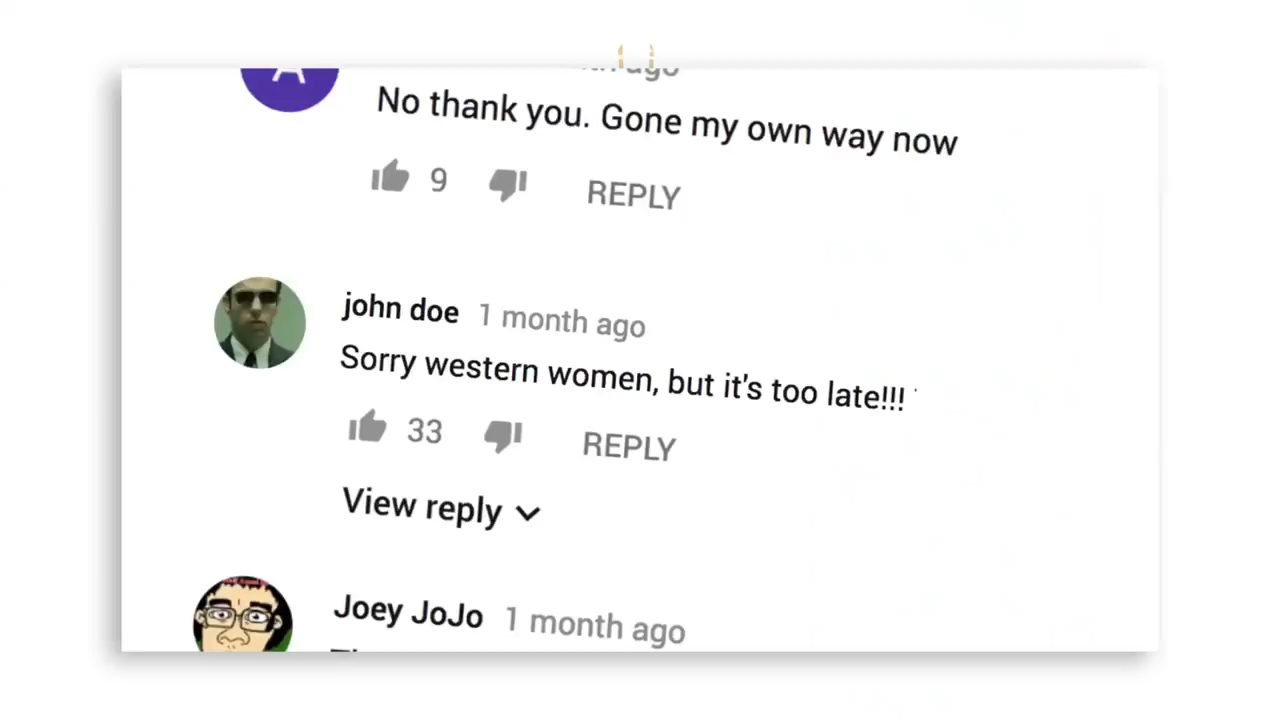 ago
No thank you. Gone my own way now
9 REPLY
john doe 1 month ago
Sorry western women, but it's too late!!!
33 REPLY
View reply
Joey JoJo 1 month ago